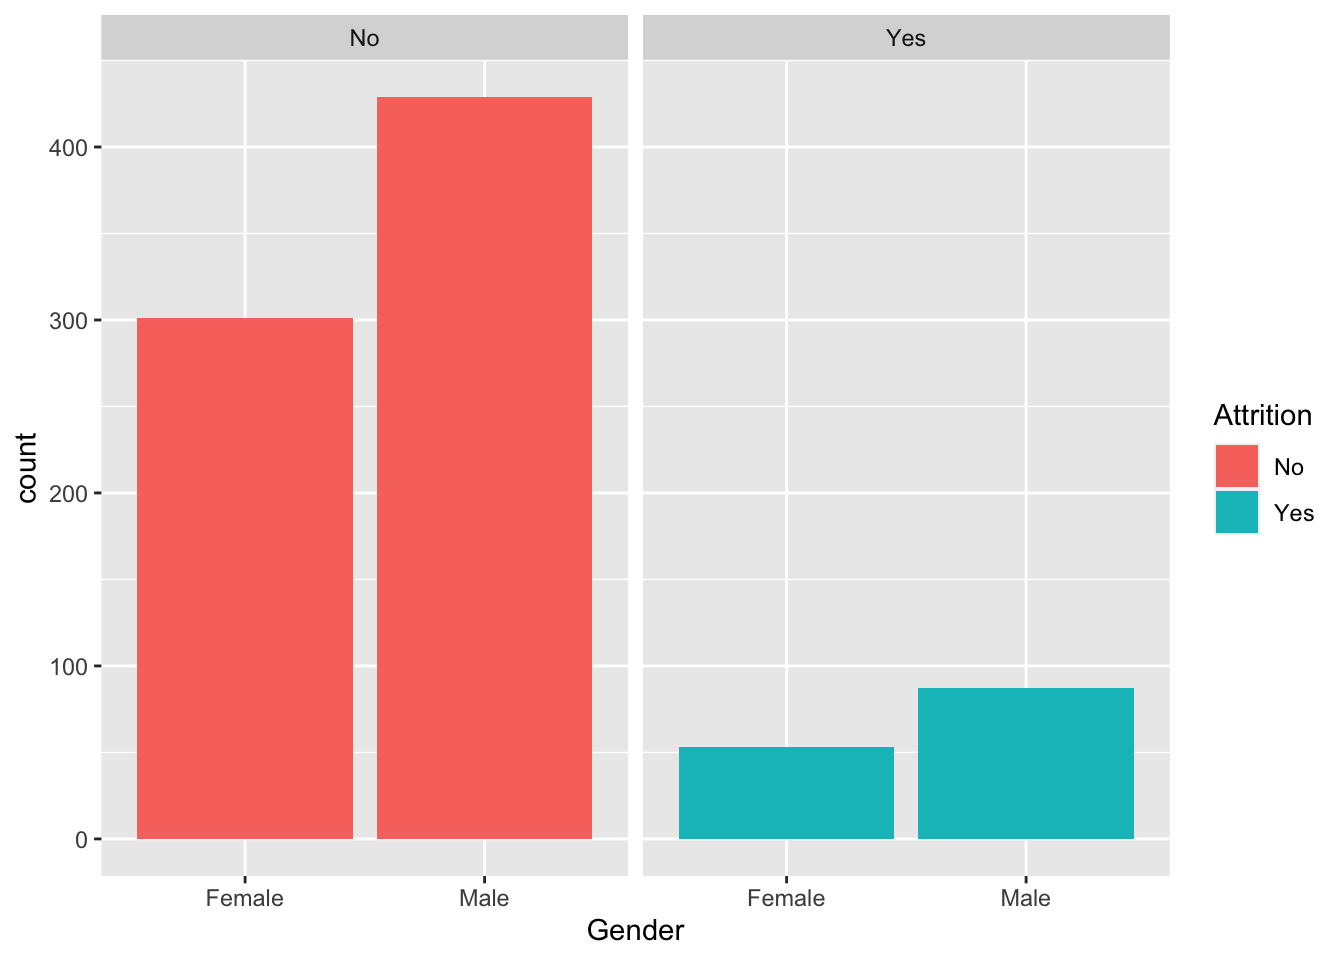 No
Yes
400
300
200
100
0
count
Female
Male
Female
Male
Gender
Attrition
No
Yes